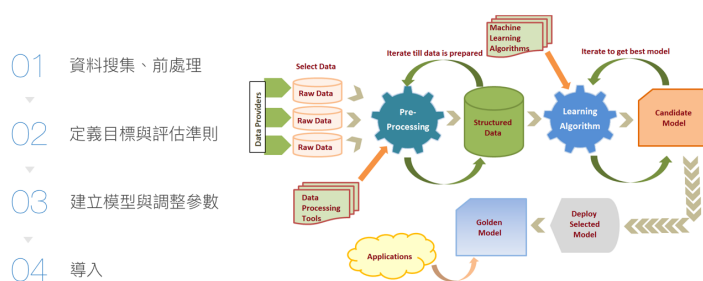 01 資料搜集、前處理
02 定義目標與評估準則
03 建立模型與調整參數
04 導入
Machine
Learning
Algorithms
Iterate till data is prepared
Iterate to get best model
Select Data
Data Providers
Raw Data
Raw Data
Raw Data
Pre-
Processing
Structured
Data
Learning
Algorithm
Candidate
Model
Data
Processing
Tools
Golden
Model
Deploy
Selected
Model
Applications